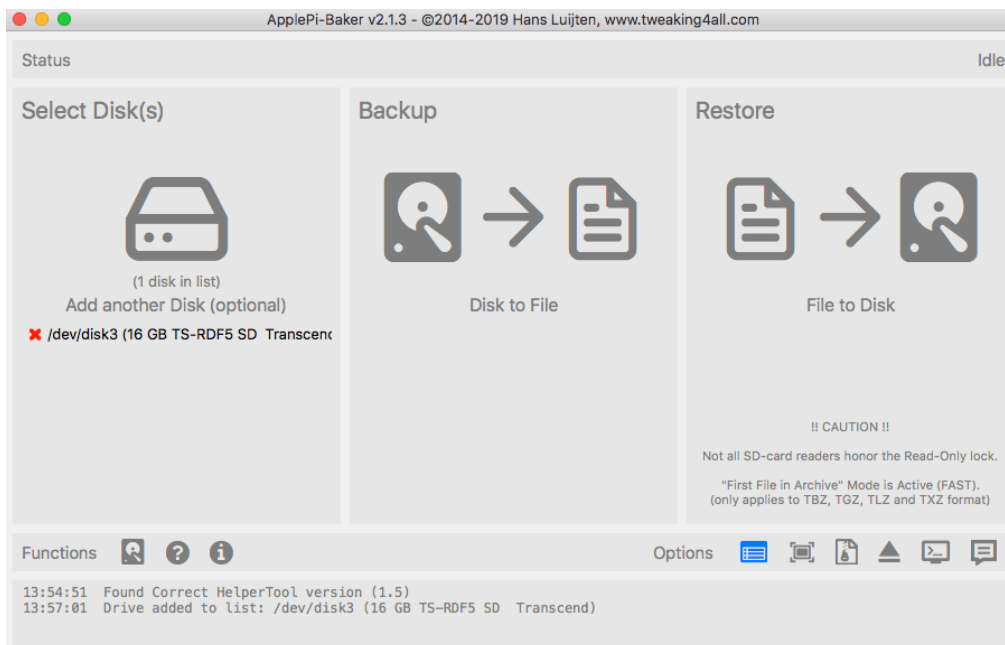 ApplePi-Baker v2.1.3 - ©2014-2019 Hans Luijten, www.tweaking4all.com
Status
Idle
Select Disk(s)
(1 disk in list)
Add another Disk (optional)
/dev/disk3 (16 GB TS-RDF5 SD  Transcend
Backup
Disk to File
Restore
File to Disk
!! CAUTION !!
Not all SD-card readers honor the Read-Only lock.
"First File in Archive" Mode is Active (FAST).
(only applies to TBZ, TGZ, TLZ and TXZ format)
Functions
Options
13:54:51  Found Correct HelperTool version (1.5)
13:57:01  Drive added to list: /dev/disk3 (16 GB TS-RDF5 SD  Transcend)